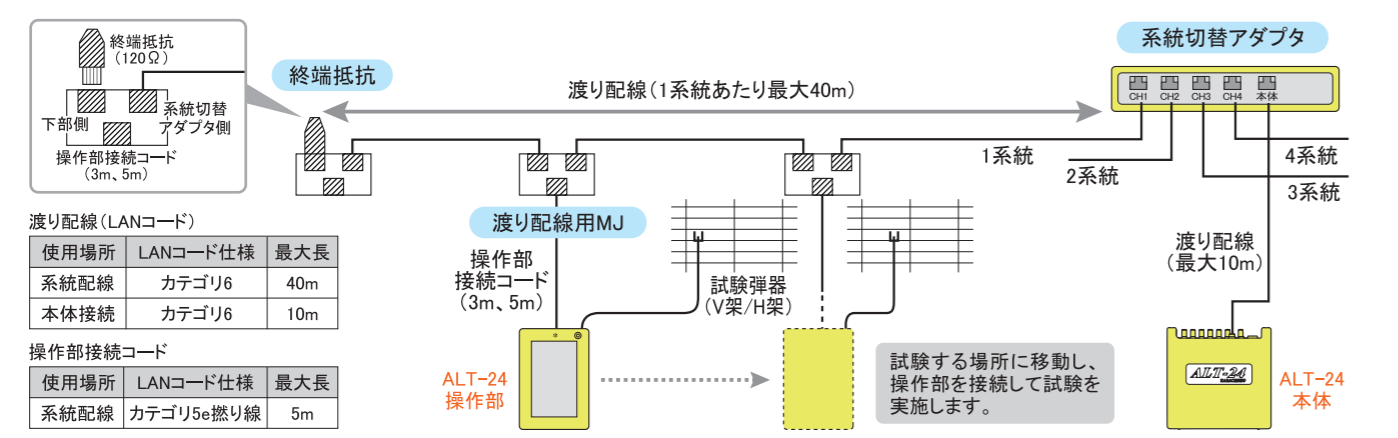 終端抵抗
(120Ω)
下部側
系統切替
アダプタ側
操作部接続コード
(3m、5m)
終端抵抗
渡り配線(1系統あたり最大40m)
系統切替アダプタ
CH1 CH2 CH3 CH4 本体
1系統
2系統
4系統
3系統
渡り配線用MJ
操作部
接続コード
(3m、5m)
試験弾器
(V架/H架)
渡り配線
(最大10m)
渡り配線(LANコード)
使用場所 LANコード仕様 最大長
系統配線 カテゴリ6 40m
本体接続 カテゴリ6 10m
操作部接続コード
使用場所 LANコード仕様 最大長
系統配線 カテゴリ5e撚り線 5m
ALT-24
操作部
試験する場所に移動し、
操作部を接続して試験を
実施します。
ALT-24
ALT-24
本体